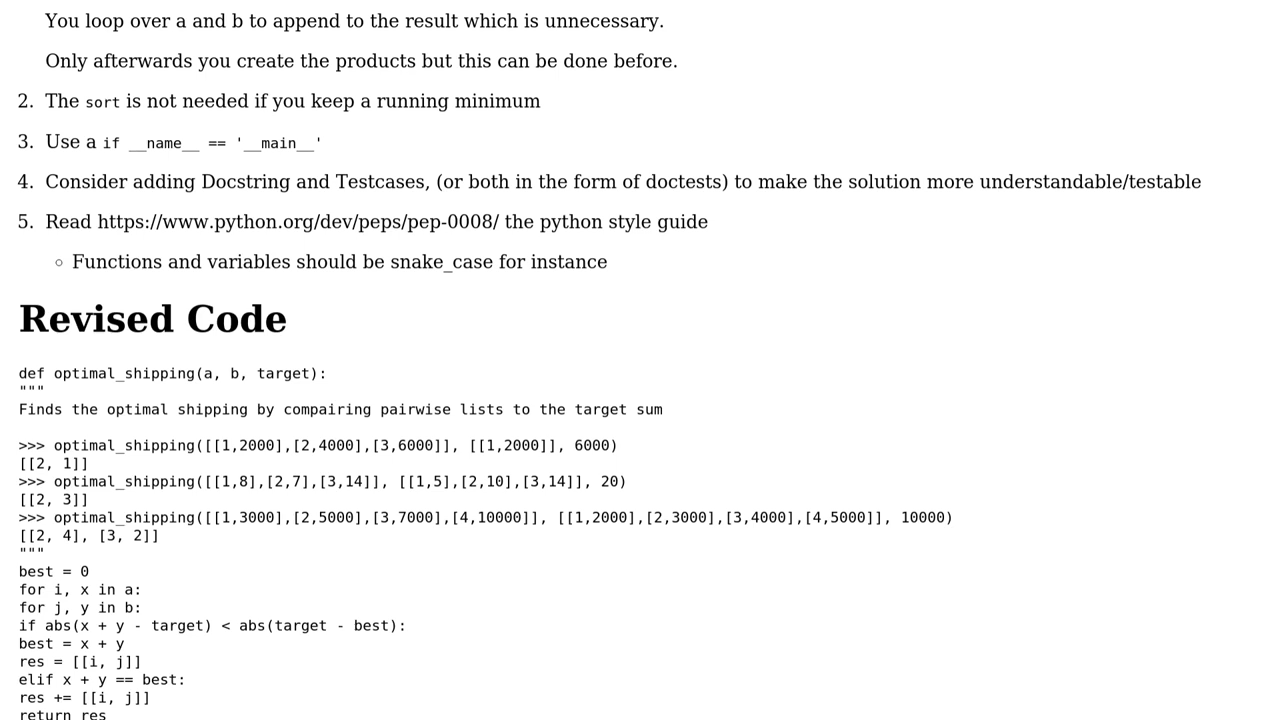 You loop over a and b to append to the result which is unnecessary.
Only afterwards you create the products but this can be done before.
2. The sort is not needed if you keep a running minimum
3. Use a if __name__ == '__main__'
4. Consider adding Docstring and Testcases, (or both in the form of doctests) to make the solution more understandable/testable
5. Read https://www.python.org/dev/peps/pep-0008/ the python style guide
◦ Functions and variables should be snake_case for instance
Revised Code
def optimal_shipping(a, b, target):
"""
Finds the optimal shipping by compairing pairwise lists to the target sum
>>> optimal_shipping([[1,2000],[2,4000],[3,6000]], [[1,2000]], 6000)
[[2, 1]]
>>> optimal_shipping([[1,8],[2,7],[3,14]], [[1,5],[2,10],[3,14]], 20)
[[2, 3]]
>>> optimal_shipping([[1,3000],[2,5000],[3,7000],[4,10000]], [[1,2000],[2,3000],[3,4000],[4,5000]], 10000)
[[2, 4], [3, 2]]
"""
best = 0
for i, x in a:
for j, y in b:
if abs(x + y - target) < abs(target - best):
best = x + y
res = [[i, j]]
elif x + y == best:
res += [[i, j]]
return res